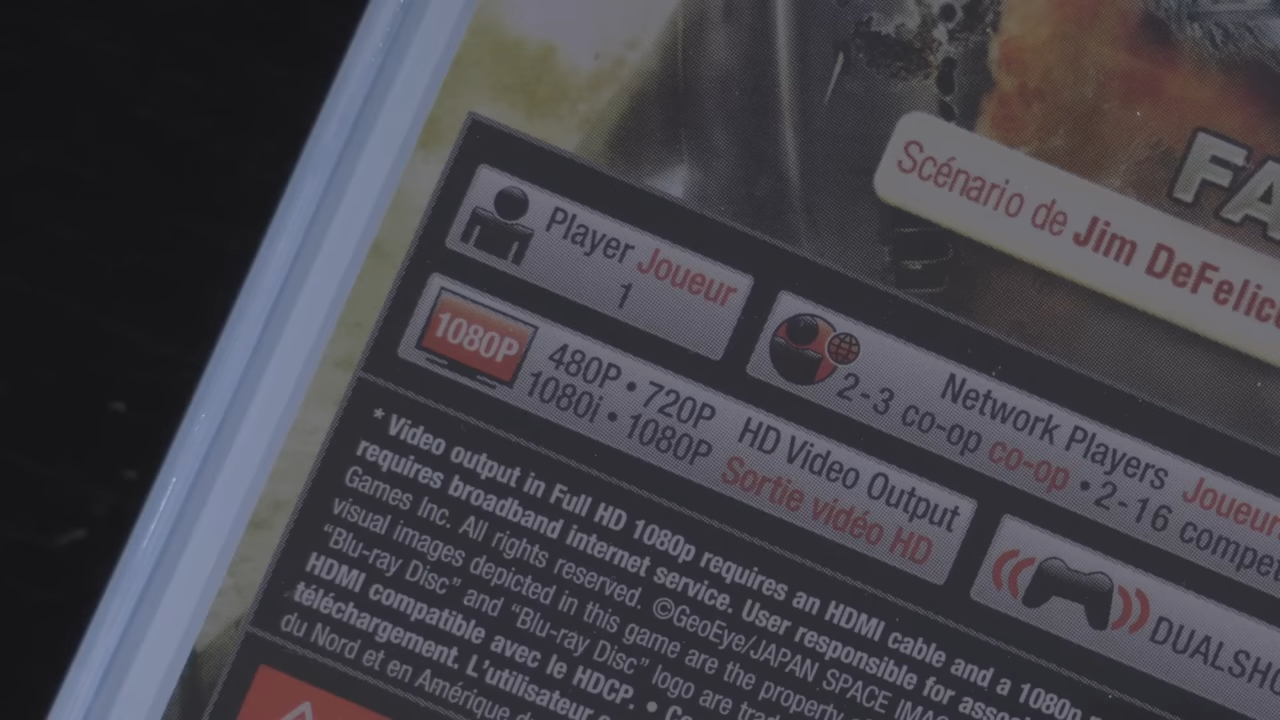 FA
Scénario de Jim DeFelic
Player Joueur
1
1080P
480P • 720P
1080i • 1080P
HD Video Output
Sortie vidéo HD
Network Players Joueur
2-3 co-op co-op • 2-16 compet
DUALSHO
* Video output in Full HD 1080p requires an HDMI cable and a 1080p
requires broadband internet service. User responsible for assoc
Games Inc. All rights reserved. ©GeoEye/JAPAN SPACE IMAG
visual images depicted in this game are the property
“Blu-ray Disc” and “Blu-ray Disc” logo are trad
HDMI compatible avec le HDCP. • Co
téléchargement. L'utilisateur
du Nord et en Amérique d